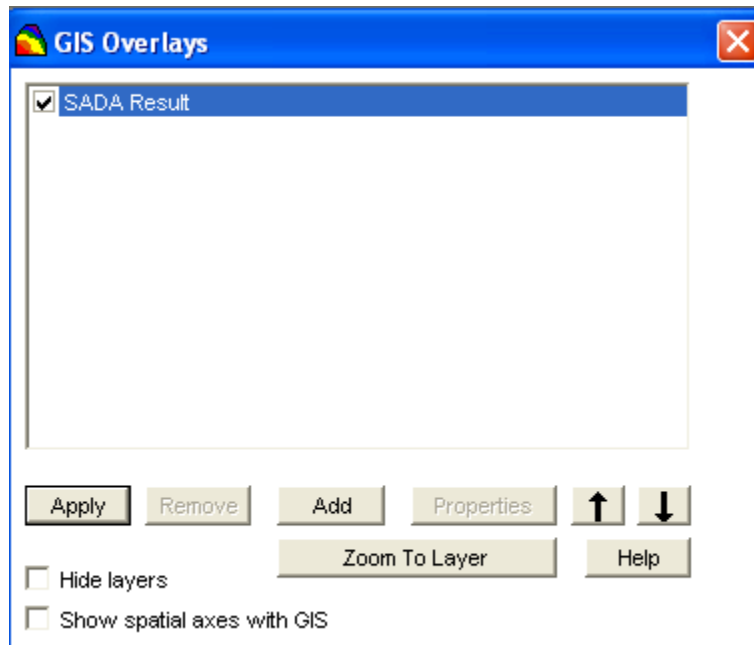 GIS Overlays
SADA Result
Apply Remove Add Properties
Zoom To Layer Help
Hide layers
Show spatial axes with GIS